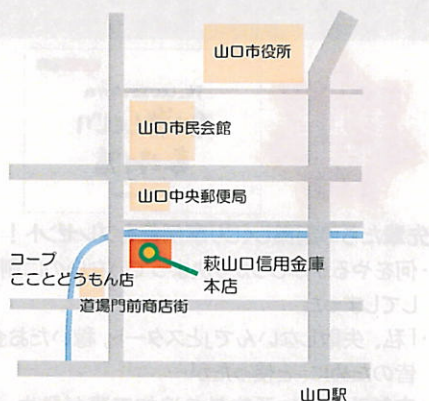 山口市役所
山口市民会館
山口中央郵便局
コープ
こことどうもん店
萩山口信用金庫
本店
道場門前商店街
山口駅